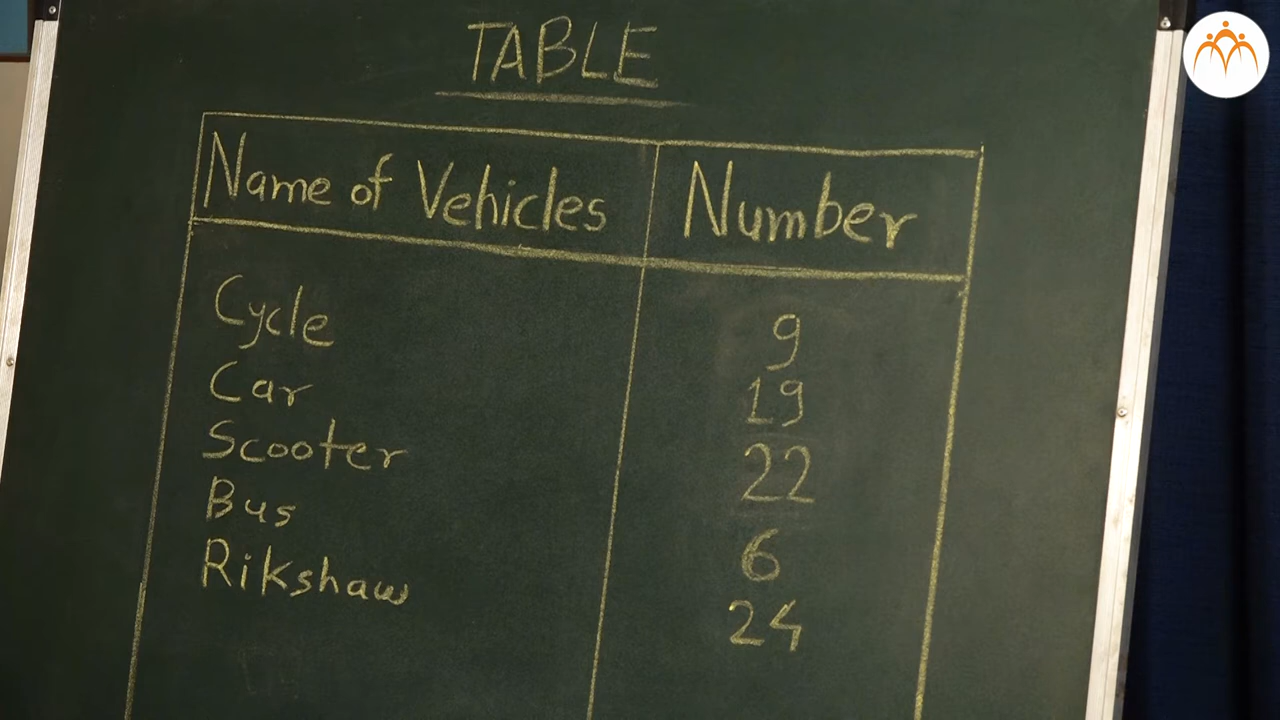 TABLE
Name of Vehicles Number
Cycle 9
Car 19
Scooter 22
Bus 6
Rikshaw 24